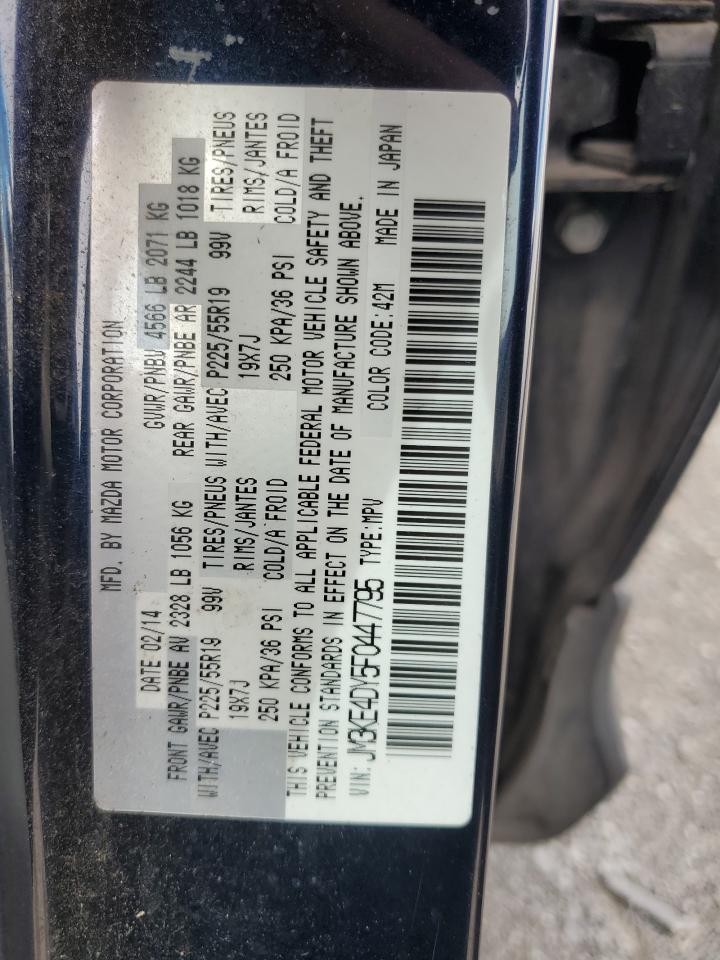 MFD. BY MAZDA MOTOR CORPORATION
DATE 02/14 GVWR/PNBV 4566 LB 2071 KG
FRONT GAWR/PNBE AV 2328 LB 1056 KG REAR GAWR/PNBE AR 2244 LB 1018 KG
WITH/AVEC P225/55R19 99V TIRES/PNEUS WITH/AVEC P225/55R19 99V TIRES/PNEUS
19X7J RIMS/JANTES 19X7J RIMS/JANTES
250 KPA/36 PSI COLD/A FROID 250 KPA/36 PSI COLD/A FROID
THIS VEHICLE CONFORMS TO ALL APPLICABLE FEDERAL MOTOR VEHICLE SAFETY AND THEFT
PREVENTION STANDARDS IN EFFECT ON THE DATE OF MANUFACTURE SHOWN ABOVE.
VIN: JM3KE4DY5F0447795 TYPE:MPV COLOR CODE:42M MADE IN JAPAN